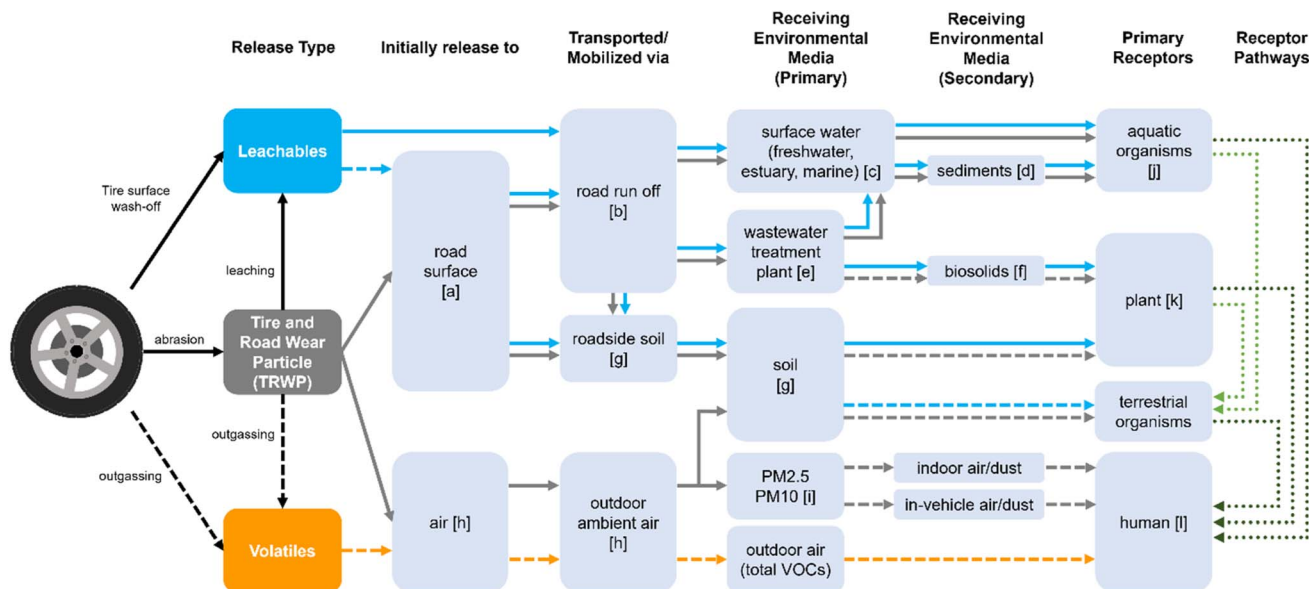 Release Type
Initially release to
Transported/
Mobilized via
Receiving
Environmental
Media
(Primary)
Receiving
Environmental
Media
(Secondary)
Primary
Receptors
Receptor
Pathways
Leachables
Tire surface
wash-off
leaching
abrasion
Tire and
Road Wear
Particle
(TRWP)
outgassing
outgassing
Volatiles
road
surface
[a]
air [h]
road run off
[b]
roadside soil
[g]
outdoor
ambient air
[h]
surface water
(freshwater,
estuary, marine) [c]
wastewater
treatment
plant [e]
soil
[g]
PM2.5
PM10 [i]
outdoor air
(total VOCs)
sediments [d]
biosolids [f]
indoor air/dust
in-vehicle air/dust
aquatic
organisms
[j]
plant [k]
terrestrial
organisms
human [l]